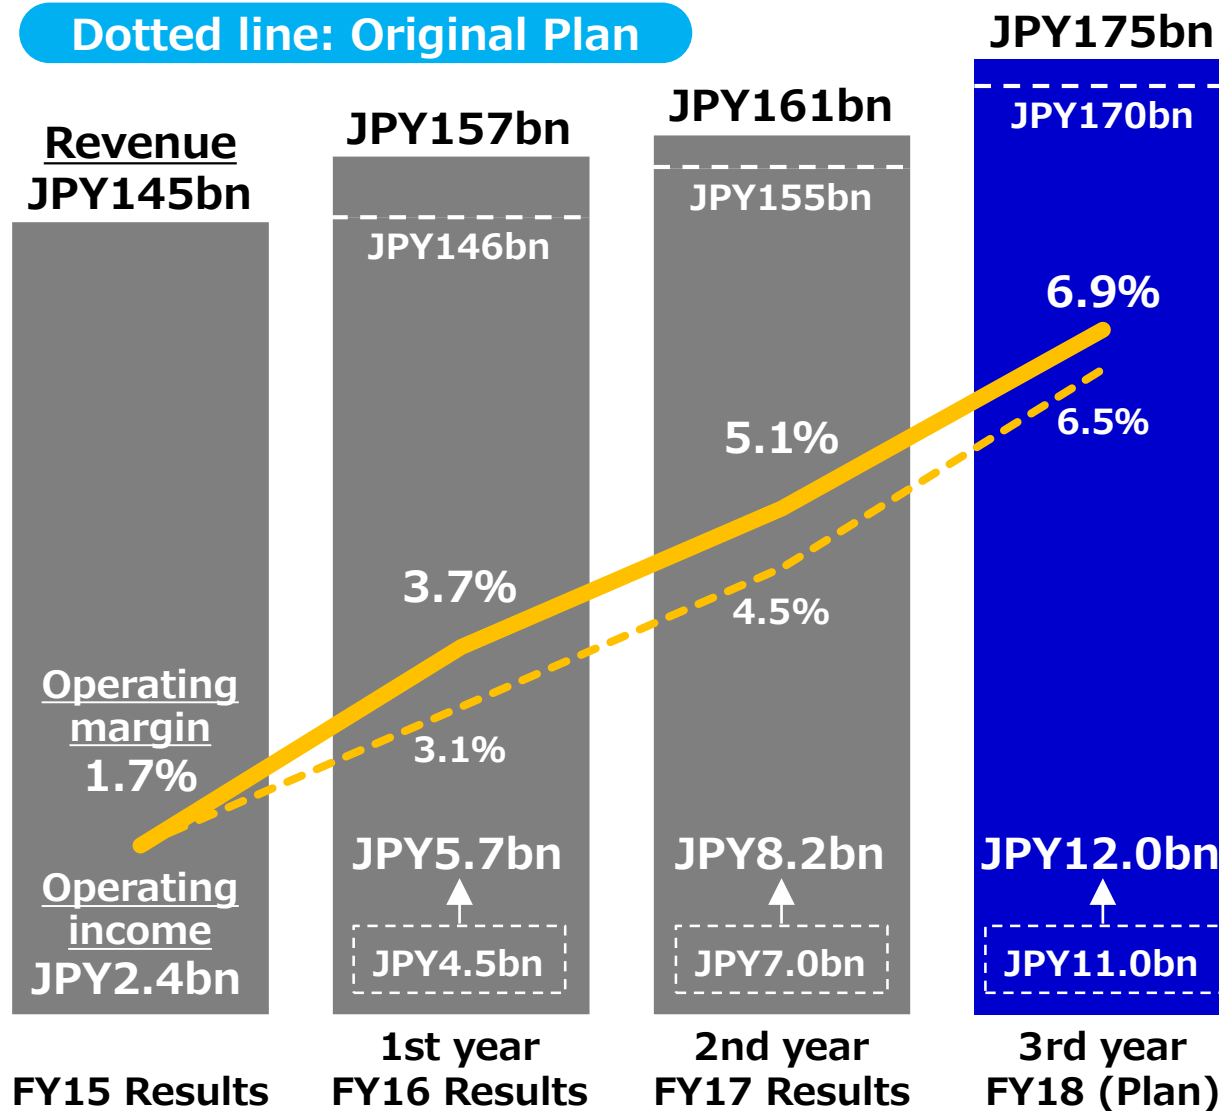 Dotted line: Original Plan
Revenue
JPY145bn
JPY157bn
JPY161bn
JPY175bn
JPY146bn
JPY155bn
JPY170bn
Operating
margin
1.7%
3.7%
5.1%
6.9%
3.1%
4.5%
6.5%
Operating
income
JPY2.4bn
JPY5.7bn
JPY8.2bn
JPY12.0bn
JPY4.5bn
JPY7.0bn
JPY11.0bn
FY15 Results
1st year
FY16 Results
2nd year
FY17 Results
3rd year
FY18 (Plan)